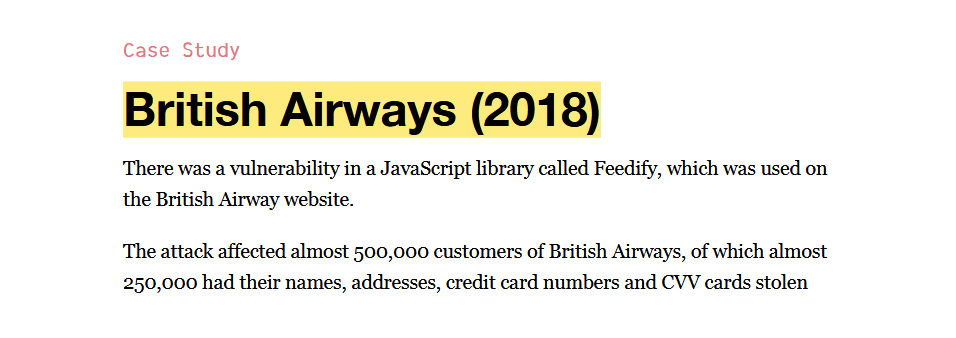 Case Study
British Airways (2018)
There was a vulnerability in a JavaScript library called Feedify, which was used on
the British Airway website.
The attack affected almost 500,000 customers of British Airways, of which almost
250,000 had their names, addresses, credit card numbers and CVV cards stolen